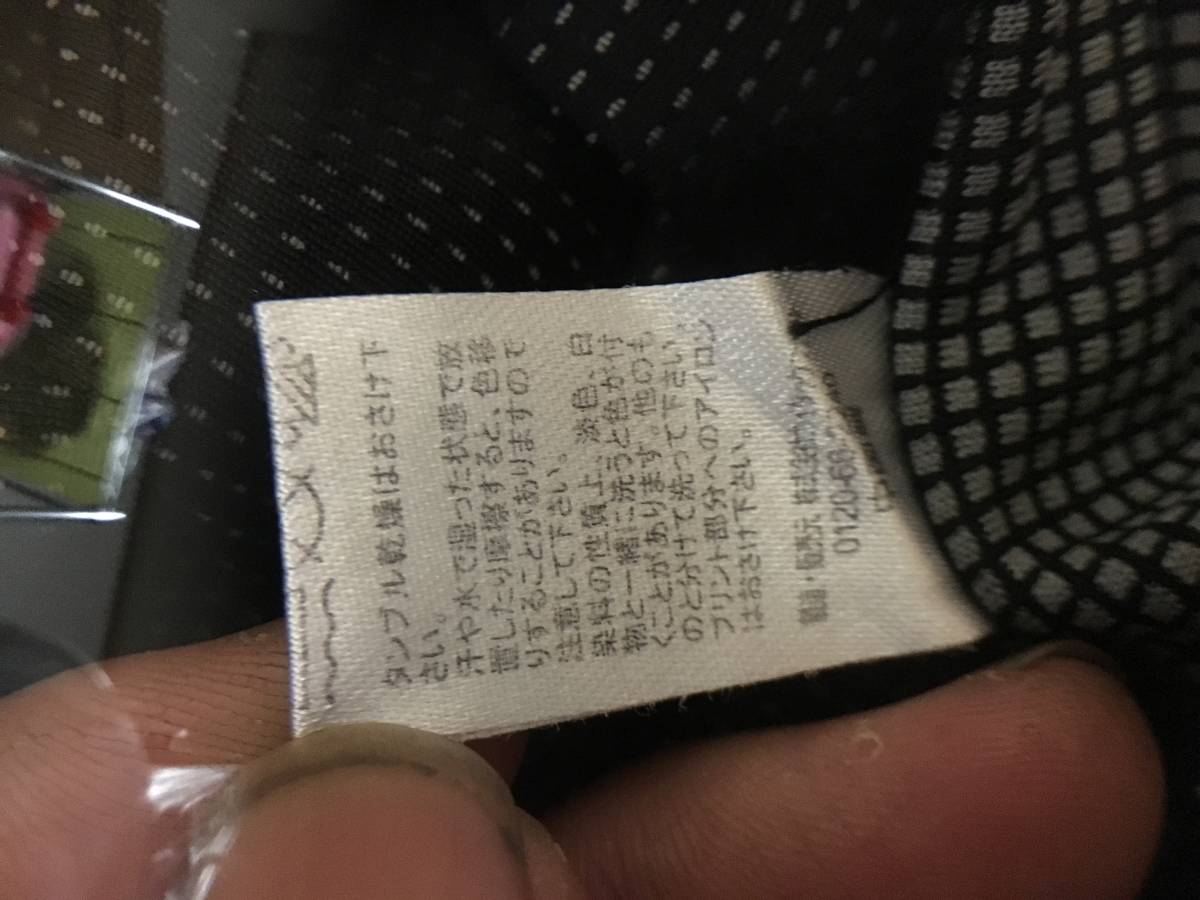 タンブル乾燥はおさけ下
さい。
汗や水で湿った状態で放
置したり摩擦すると、色移
りすることがありますので
注意して下さい。
染料の性質上、淡色、白
物と一緒に洗うと色が付
くことがあります。他のも
のと分けて洗って下さい。
プリント部分へのアイロン
はおさけ下さい。
株式会社
0120-66